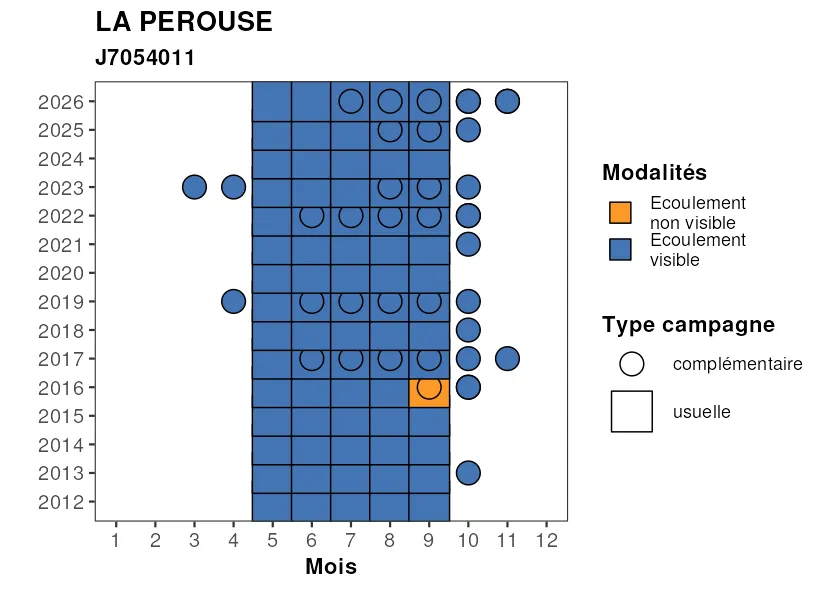 LA PEROUSE
J7054011
2026
2025
2024
2023
2022
2021
2020
2019
2018
2017
2016
2015
2014
2013
2012
1 2 3 4 5 6 7 8 9 10 11 12
Mois
Modalités
Ecoulement
non visible
Ecoulement
visible
Type campagne
complémentaire
usuelle